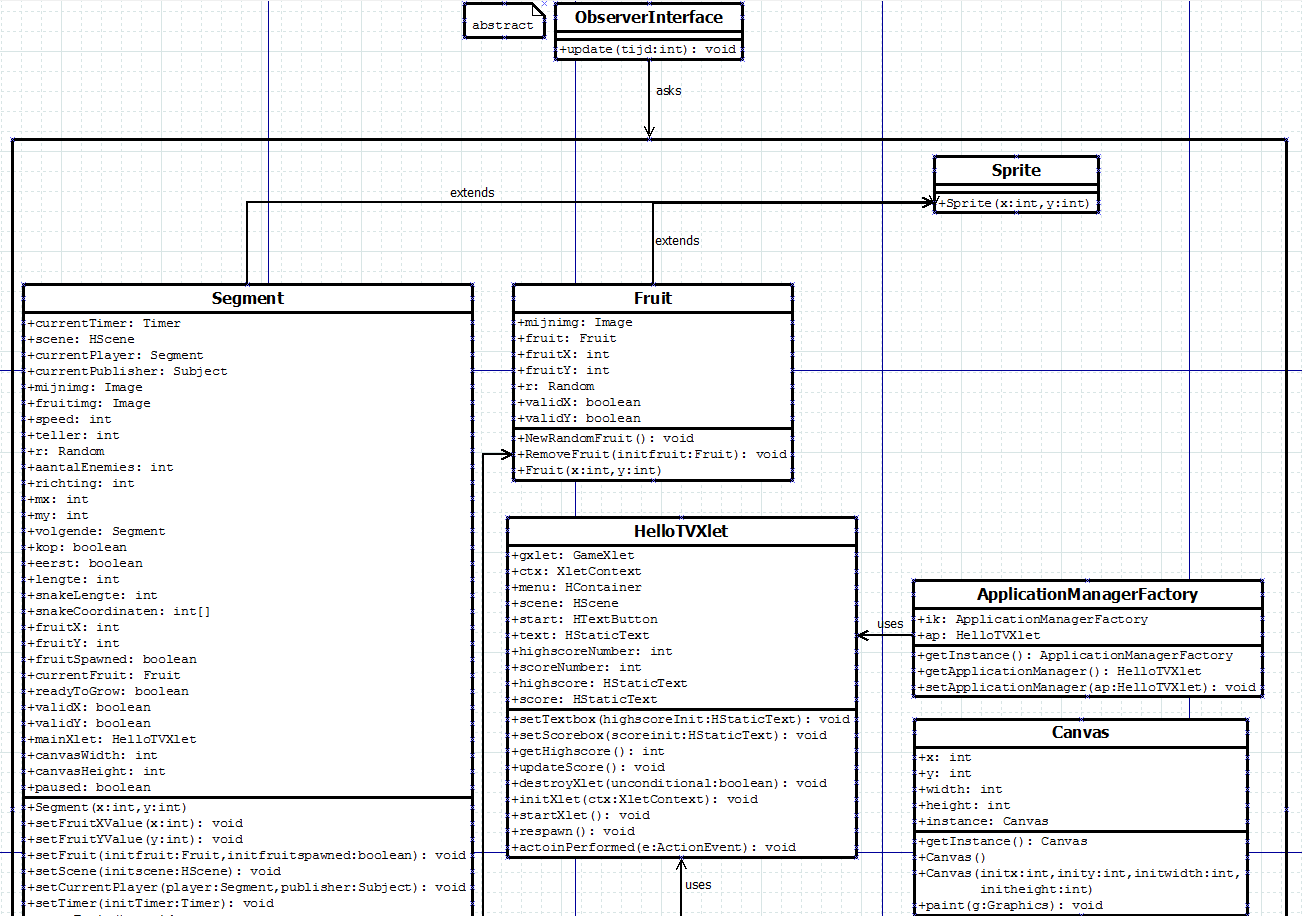 abstract
ObserverInterface
+update(tijd:int): void
asks
Sprite
+Sprite(x:int,y:int)
extends
extends
Segment
+currentTimer: Timer
+scene: HScene
+currentPlayer: Segment
+currentPublisher: Subject
+mijnimg: Image
+fruitimg: Image
+speed: int
+teller: int
+r: Random
+aantalEnemies: int
+richting: int
+mx: int
+my: int
+volgende: Segment
+kop: boolean
+eerst: boolean
+lengte: int
+snakeLengte: int
+snakeCoordinaten: int[]
+fruitX: int
+fruitY: int
+fruitSpawned: boolean
+currentFruit: Fruit
+readyToGrow: boolean
+validX: boolean
+validY: boolean
+mainXlet: HelloTVXlet
+canvasWidth: int
+canvasHeight: int
+paused: boolean
+Segment(x:int,y:int)
+setFruitXValue(x:int): void
+setFruitYValue(y:int): void
+setFruit(initfruit:Fruit,initfruitspawned:boolean): void
+setScene(initscene:HScene): void
+setCurrentPlayer(player:Segment,publisher:Subject): void
+setTimer(initTimer:Timer): void
Fruit
+mijnimg: Image
+fruit: Fruit
+fruitX: int
+fruitY: int
+r: Random
+validX: boolean
+validY: boolean
+NewRandomFruit(): void
+RemoveFruit(initfruit:Fruit): void
+Fruit(x:int,y:int)
HelloTVXlet
+gxlet: GameXlet
+ctx: XletContext
+menu: HContainer
+scene: HScene
+start: HTextButton
+text: HStaticText
+highscoreNumber: int
+scoreNumber: int
+highscore: HStaticText
+score: HStaticText
+setTextbox(highscoreInit:HStaticText): void
+setScorebox(scoreinit:HStaticText): void
+getHighscore(): int
+updateScore(): void
+destroyXlet(unconditional:boolean): void
+initXlet(ctx:XletContext): void
+startXlet(): void
+respawn(): void
+actoinPerformed(e:ActionEvent): void
uses
uses
ApplicationManagerFactory
+ik: ApplicationManagerFactory
+ap: HelloTVXlet
+getInstance(): ApplicationManagerFactory
+getApplicationManager(): HelloTVXlet
+setApplicationManager(ap:HelloTVXlet): void
Canvas
+x: int
+y: int
+width: int
+height: int
+instance: Canvas
+getInstance(): Canvas
+Canvas()
+Canvas(initx:int,inity:int,initwidth:int,
initheight:int)
+paint(g:Graphics): void